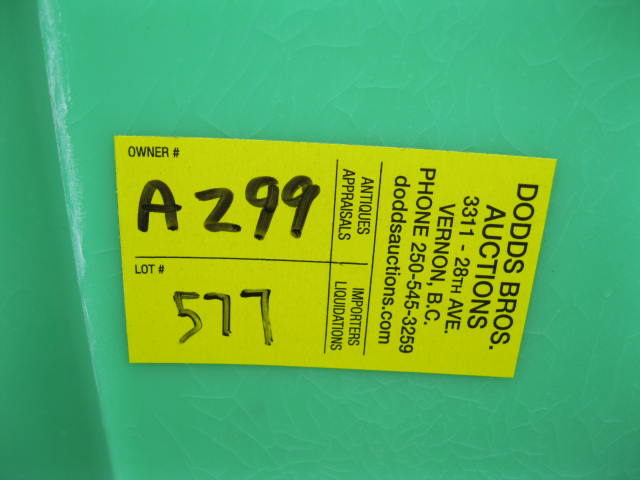 OWNER #
A 299
LOT #
577
ANTIQUES
APPRAISALS
IMPORTERS
LIQUIDATIONS
DODDS BROS.
AUCTIONS
3311 - 28TH AVE.
VERNON, B.C.
PHONE 250-545-3259
doddsauctions.com